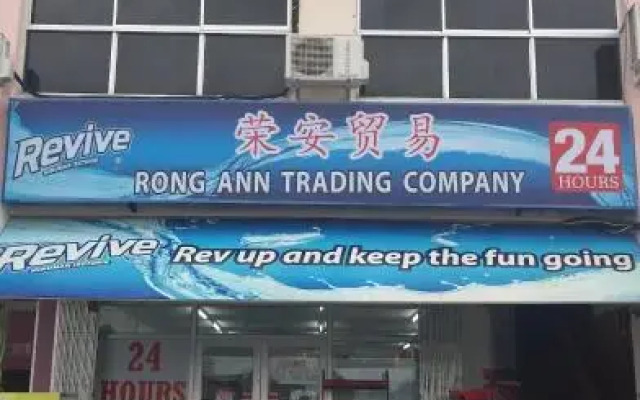 Revive
荣安贸易
RONG ANN TRADING COMPANY
24
HOURS
Revive
Rev up and keep the fun going
24
HOURS